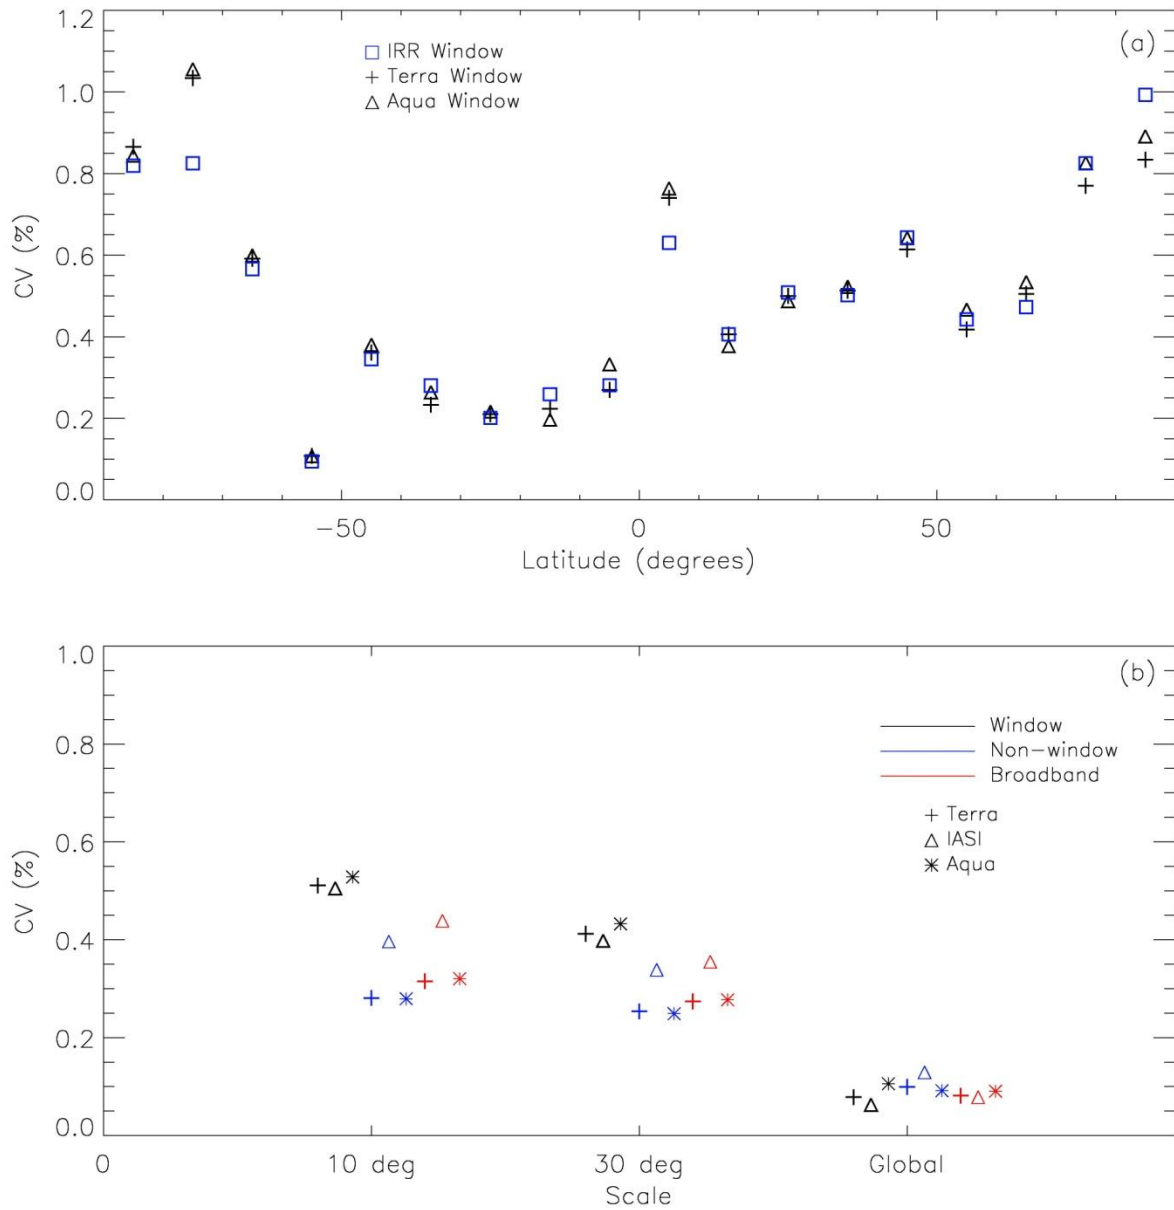 1.2
(a)
IRR Window
Terra Window
Aqua Window
1.0
0.8
CV (%)
0.6
0.4
0.2
0.0
-50
0
50
Latitude (degrees)
1.0
(b)
Window
Non-window
Broadband
0.8
Terra
IASI
Aqua
0.6
CV (%)
0.4
0.2
0.0
0
10 deg
30 deg
Global
Scale